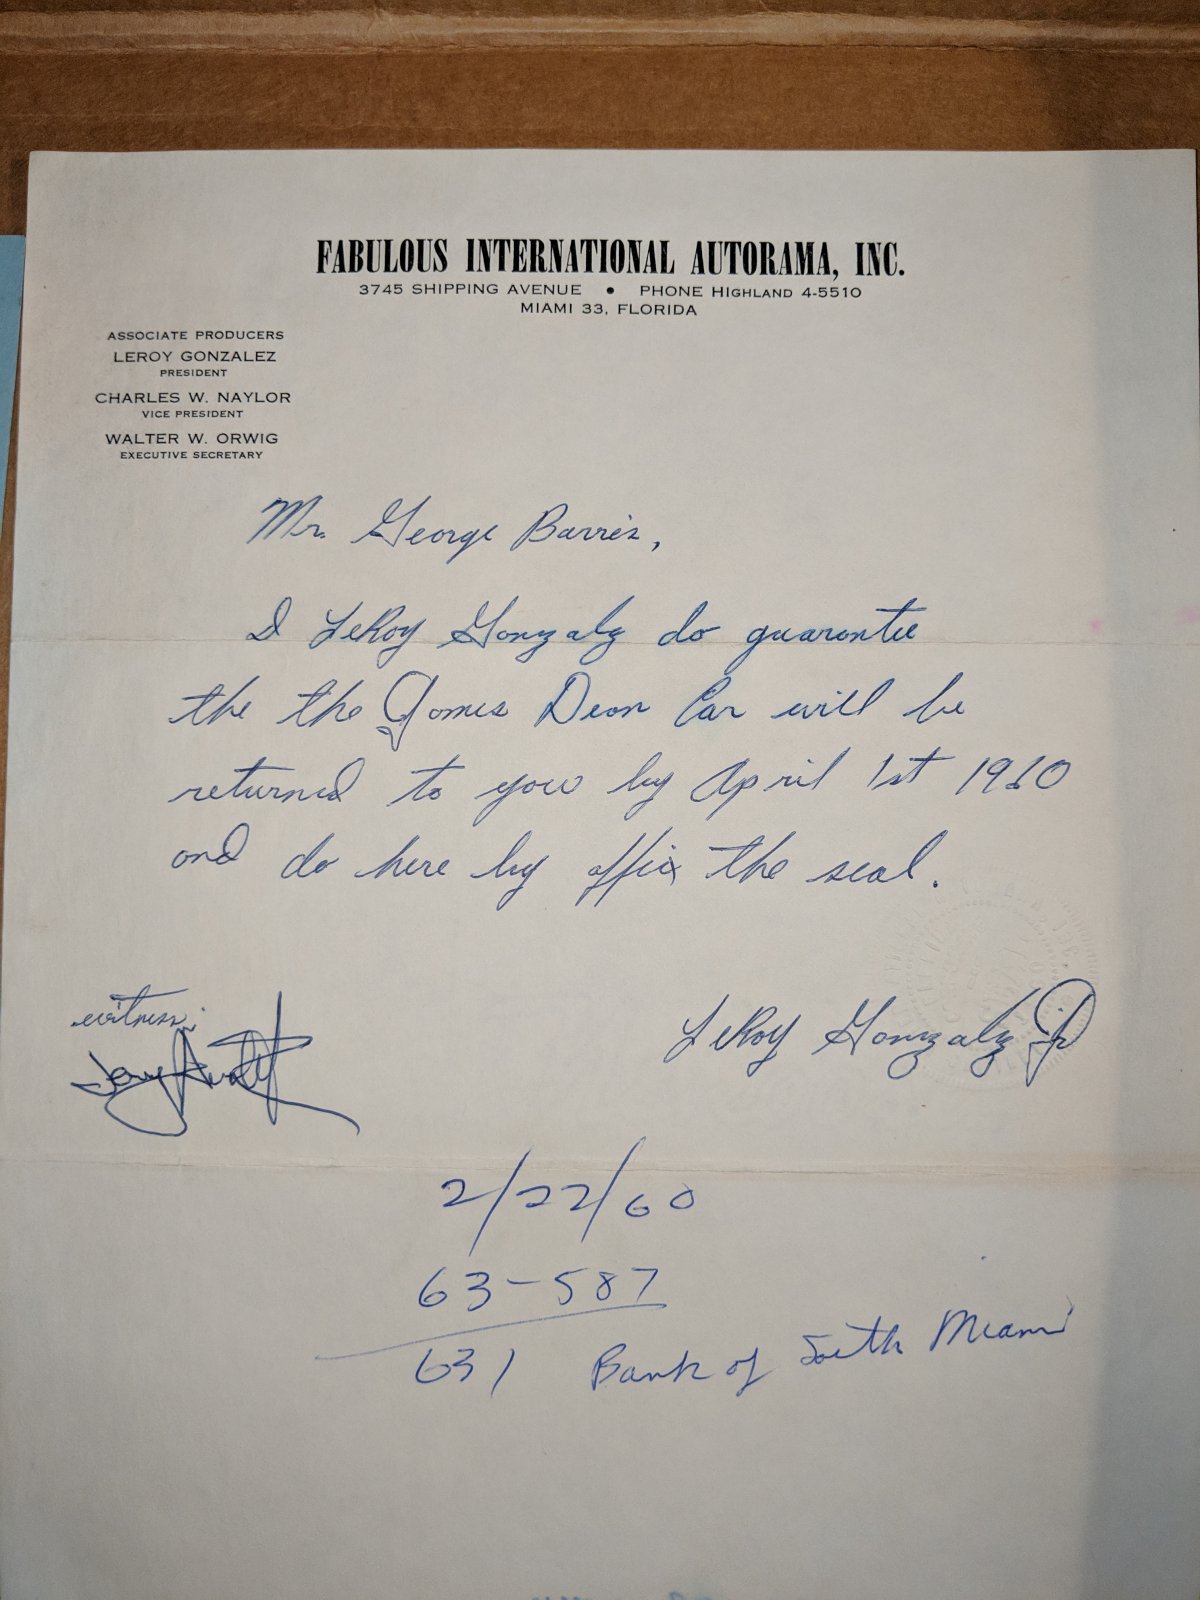 FABULOUS INTERNATIONAL AUTORAMA, INC.
3745 SHIPPING AVENUE • PHONE HIGHLAND 4-5510
MIAMI 33, FLORIDA
ASSOCIATE PRODUCERS
LEROY GONZALEZ
PRESIDENT
CHARLES W. NAYLOR
VICE PRESIDENT
WALTER W. ORWIG
EXECUTIVE SECRETARY
Mr. George Barris,
I LeRoy Gonzalz do guarantee
the the James Dean Car will be
returned to you by April 1st 1960
and do here by affix the seal.
witness:
LeRoy Gonzalz Jr
2/22/60
63-587
631 Bank of South Miami